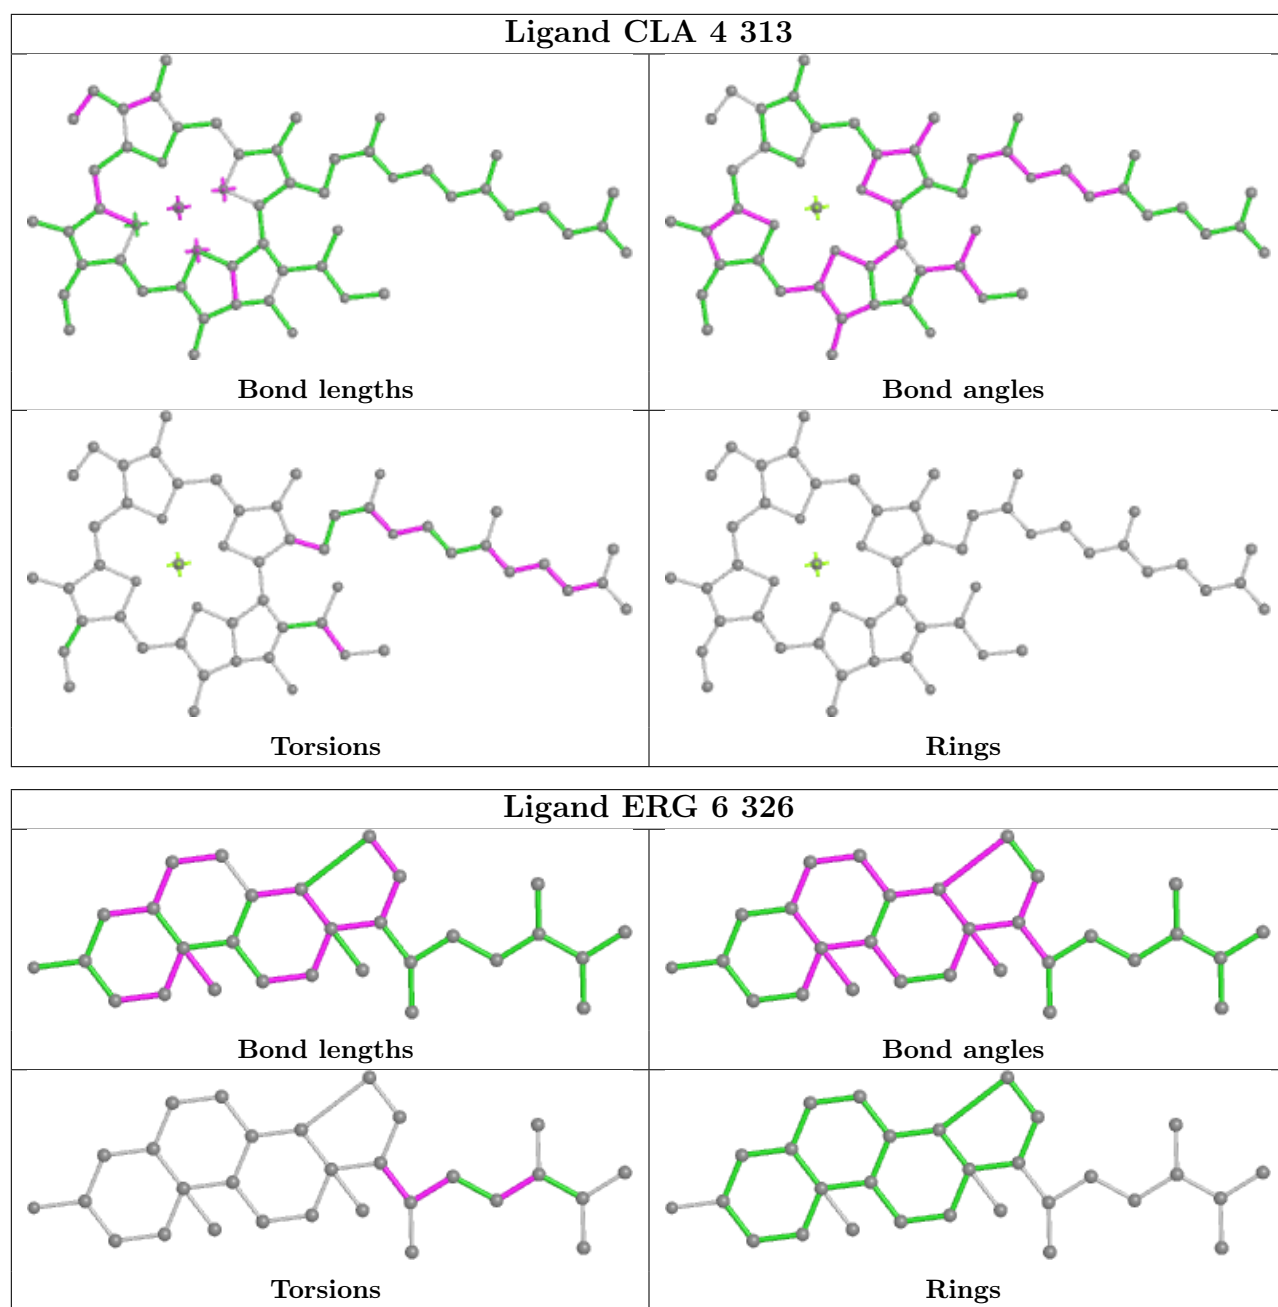 Ligand CLA 4 313
Bond lengths
Bond angles
Torsions
Rings
Ligand ERG 6 326
Bond lengths
Bond angles
Torsions
Rings